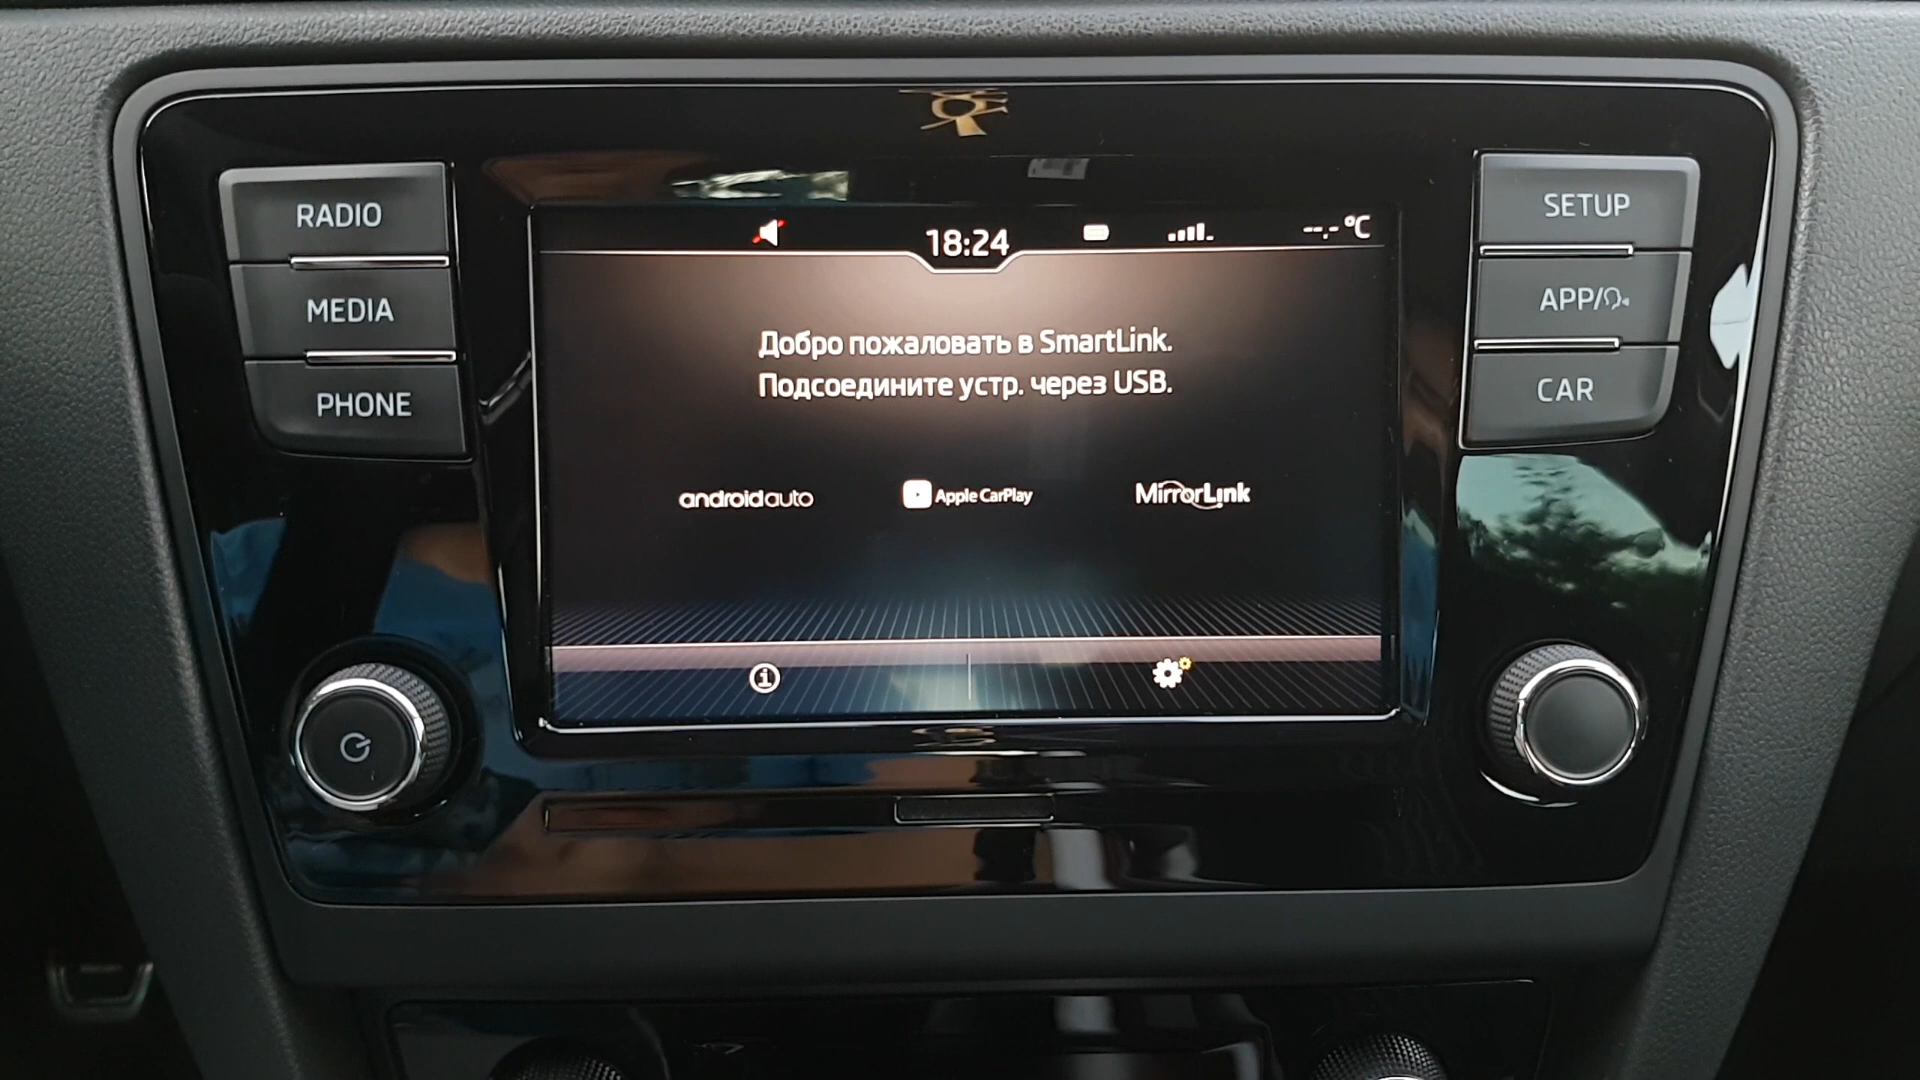 RADIO
MEDIA
PHONE
18:24
--,- °C
Добро пожаловать в SmartLink.
Подсоедините устр. через USB.
androidauto
Apple CarPlay
MirrorLink
SETUP
APP/
CAR